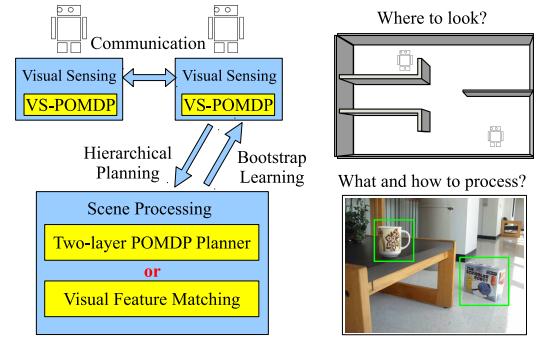 Communication
Visual Sensing
VS-POMDP
Visual Sensing
VS-POMDP
Hierarchical
Planning
Bootstrap
Learning
Scene Processing
Two-layer POMDP Planner
or
Visual Feature Matching
Where to look?
What and how to process?